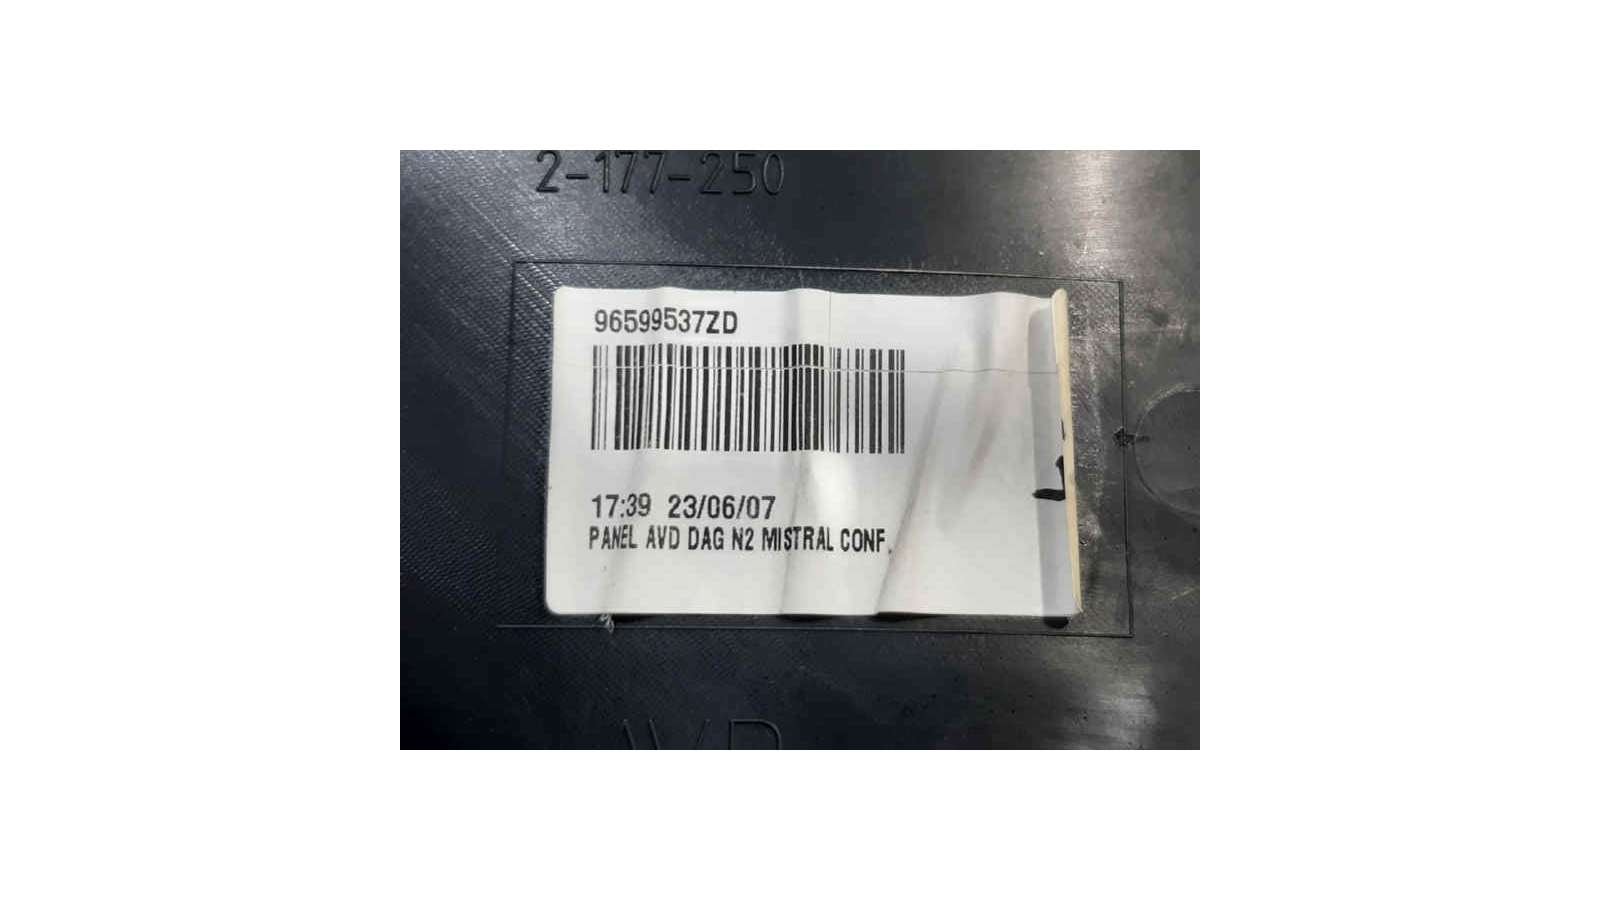 2-177-250
96599537ZD
17:39 23/06/07
PANEL AVD DAG N2 MISTRAL CONF.